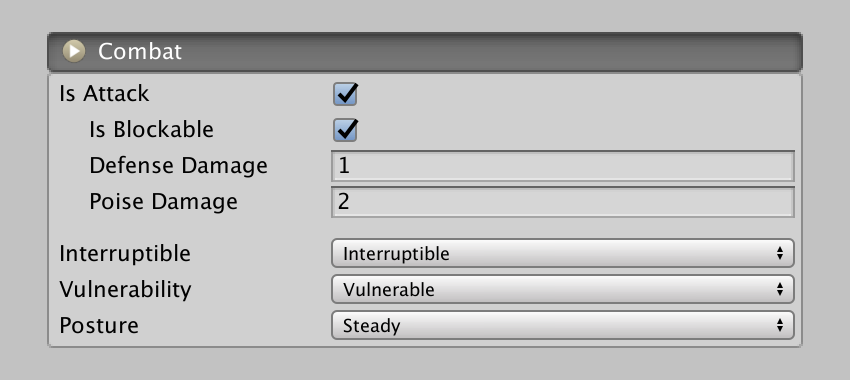 Combat
Is Attack
Is Blockable
Defense Damage 1
Poise Damage 2
Interruptible Interruptible
Vulnerability Vulnerable
Posture Steady